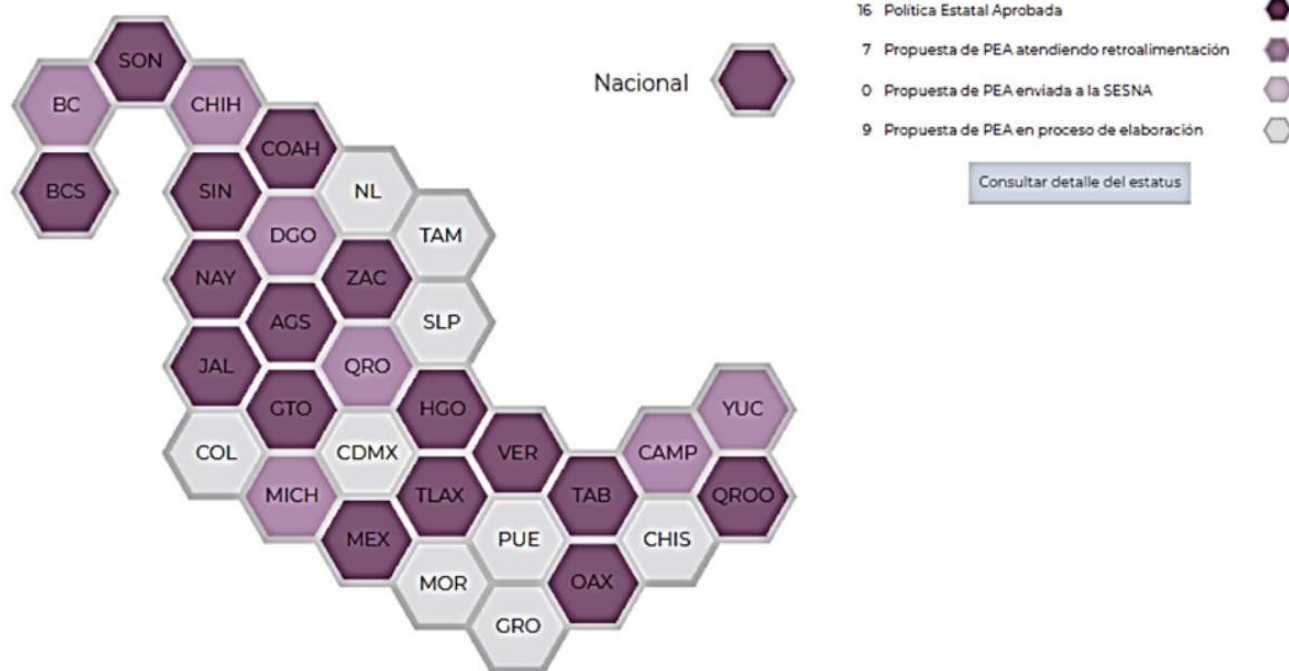 16 Política Estatal Aprobada
SON
7 Propuesta de PEA atendiendo retroalimentación
Nacional
BC
CHIH
0 Propuesta de PEA enviada a la SESNA
9 Propuesta de PEA en proceso de elaboración
COAH
Consultar detalle del estatus
BCS
SIN
NL
DGO
TAM
NAY
ZAC
AGS
SLP
JAL
QRO
GTO
HGO
YUC
COL
CDMX
VER
CAMP
MICH
TLAX
TAB
QROO
MEX
PUE
CHIS
MOR
OAX
GRO